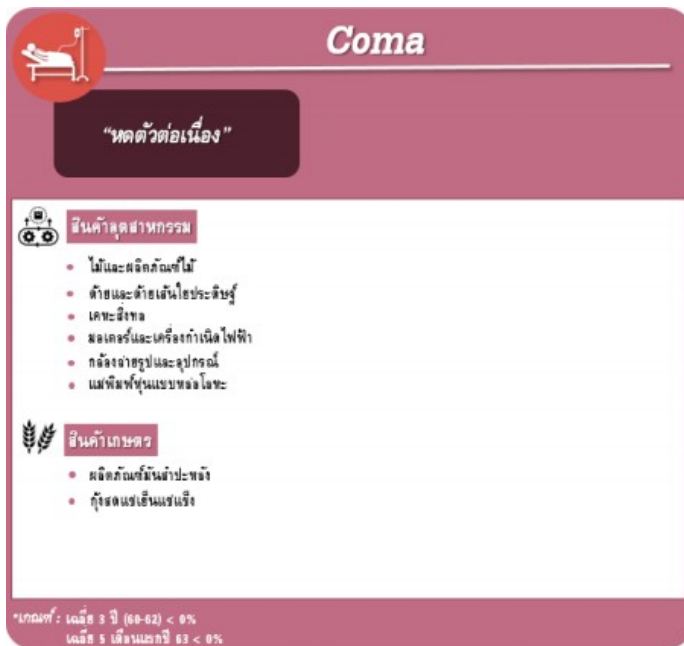 Coma
“หดตัวต่อเนื่อง”
สินค้าอุตสาหกรรม
ไม้และผลิตภัณฑ์ไม้
ด้ายและด้ายเส้นใยประดิษฐ์
เคหะสิ่งทอ
มอเตอร์และเครื่องกำเนิดไฟฟ้า
กล้องถ่ายรูปและอุปกรณ์
แม่พิมพ์หุ่นแบบหล่อโลหะ
สินค้าเกษตร
ผลิตภัณฑ์มันสำปะหลัง
กุ้งสดแช่เย็นแช่แข็ง
*เกณฑ์ : เฉลี่ย 3 ปี (60-62) < 0%
เฉลี่ย 5 เดือนแรกปี 63 < 0%